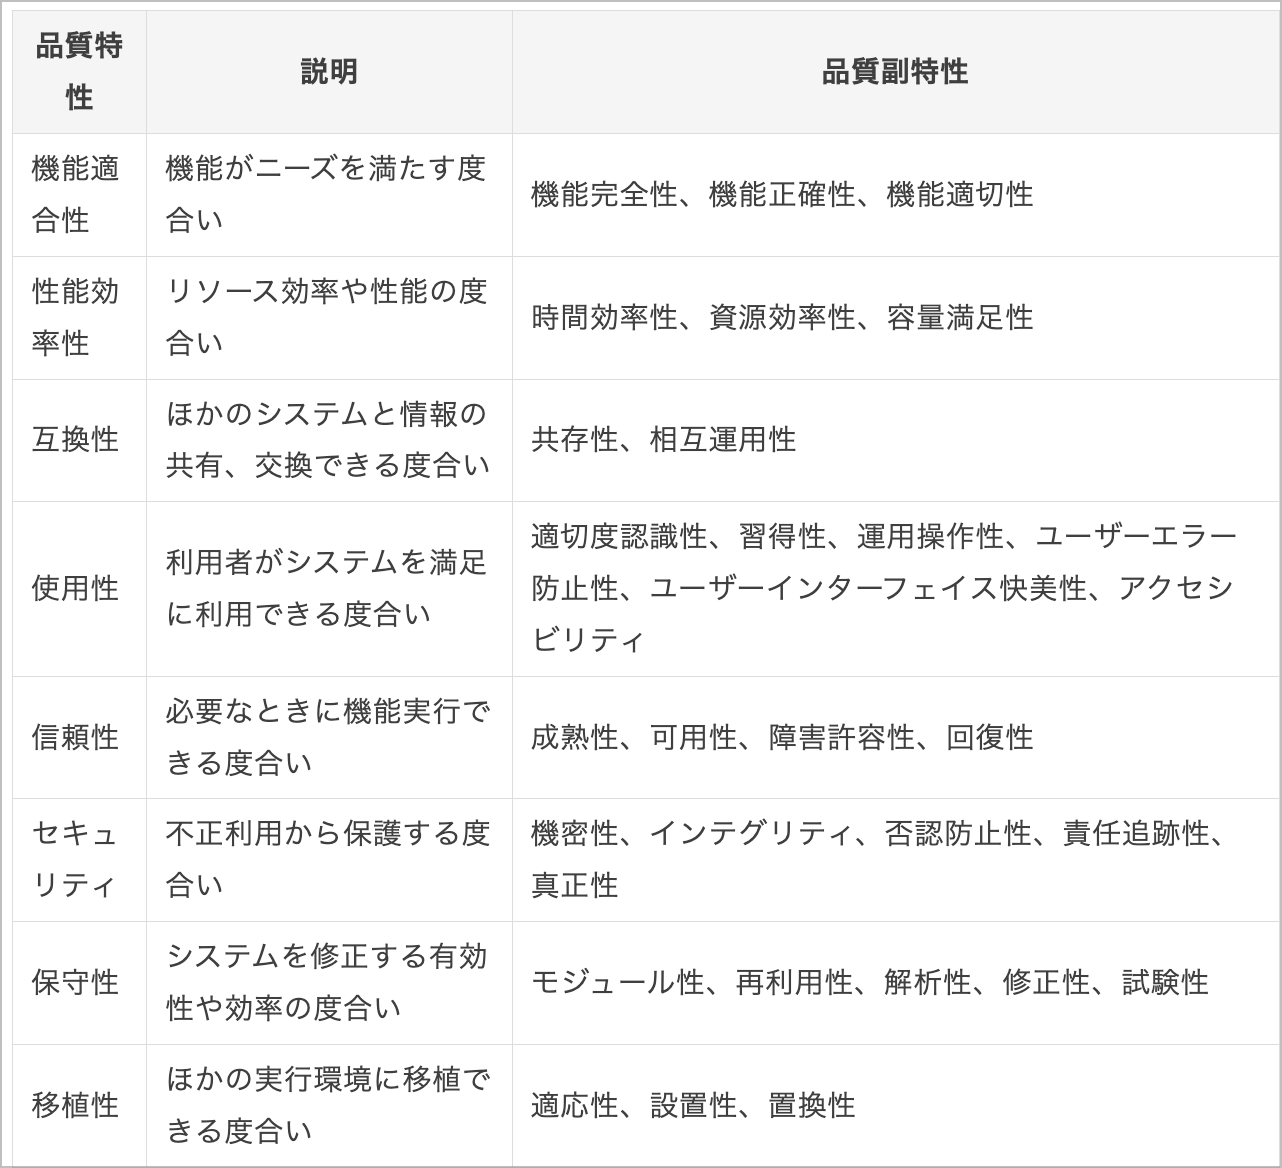 品質特
性
説明
品質副特性
機能適
合性
機能がニーズを満たす度
合い
機能完全性、機能正確性、機能適切性
性能効
率性
リソース効率や性能の度
合い
時間効率性、資源効率性、容量満足性
互換性
ほかのシステムと情報の
共有、交換できる度合い
共存性、相互運用性
使用性
利用者がシステムを満足
に利用できる度合い
適切度認識性、習得性、運用操作性、ユーザーエラー
防止性、ユーザーインターフェイス快美性、アクセシ
ビリティ
信頼性
必要なときに機能実行で
きる度合い
成熟性、可用性、障害許容性、回復性
セキュ
リティ
不正利用から保護する度
合い
機密性、インテグリティ、否認防止性、責任追跡性、
真正性
保守性
システムを修正する有効
性や効率の度合い
モジュール性、再利用性、解析性、修正性、試験性
移植性
ほかの実行環境に移植で
きる度合い
適応性、設置性、置換性